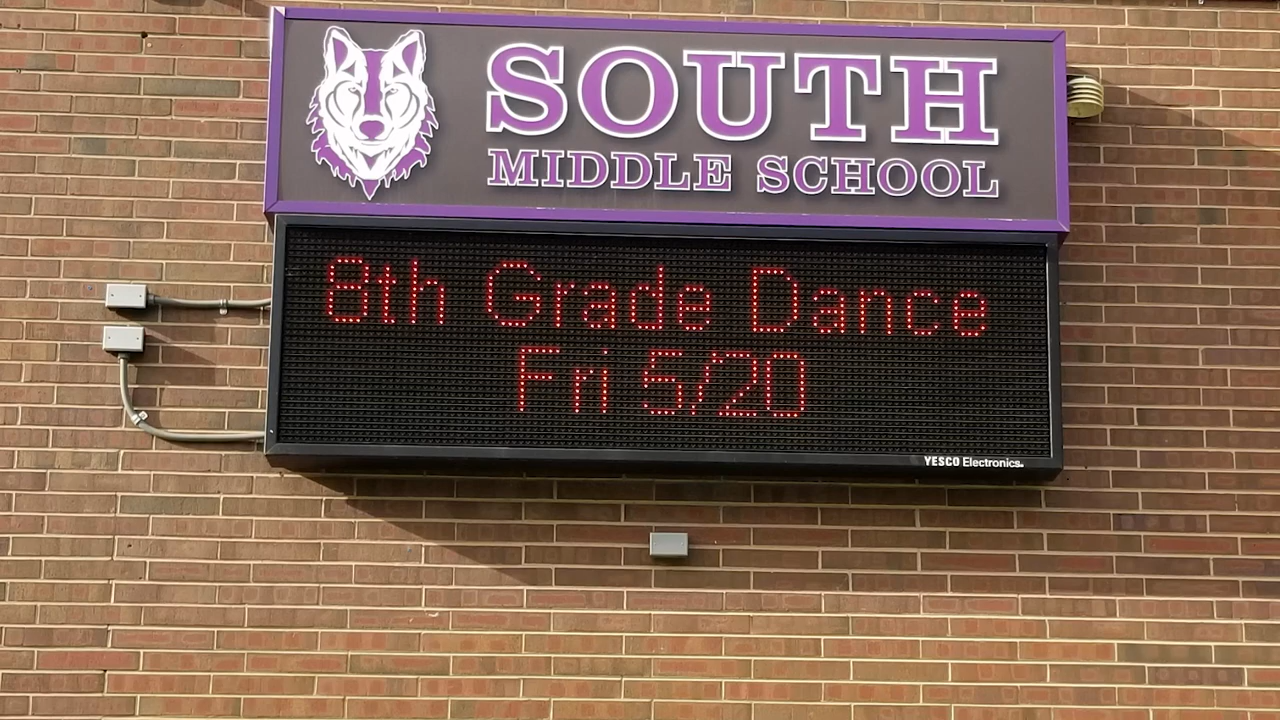 SOUTH
MIDDLE SCHOOL
8th Grade Dance
Fri 5/20
YESCO Electronics